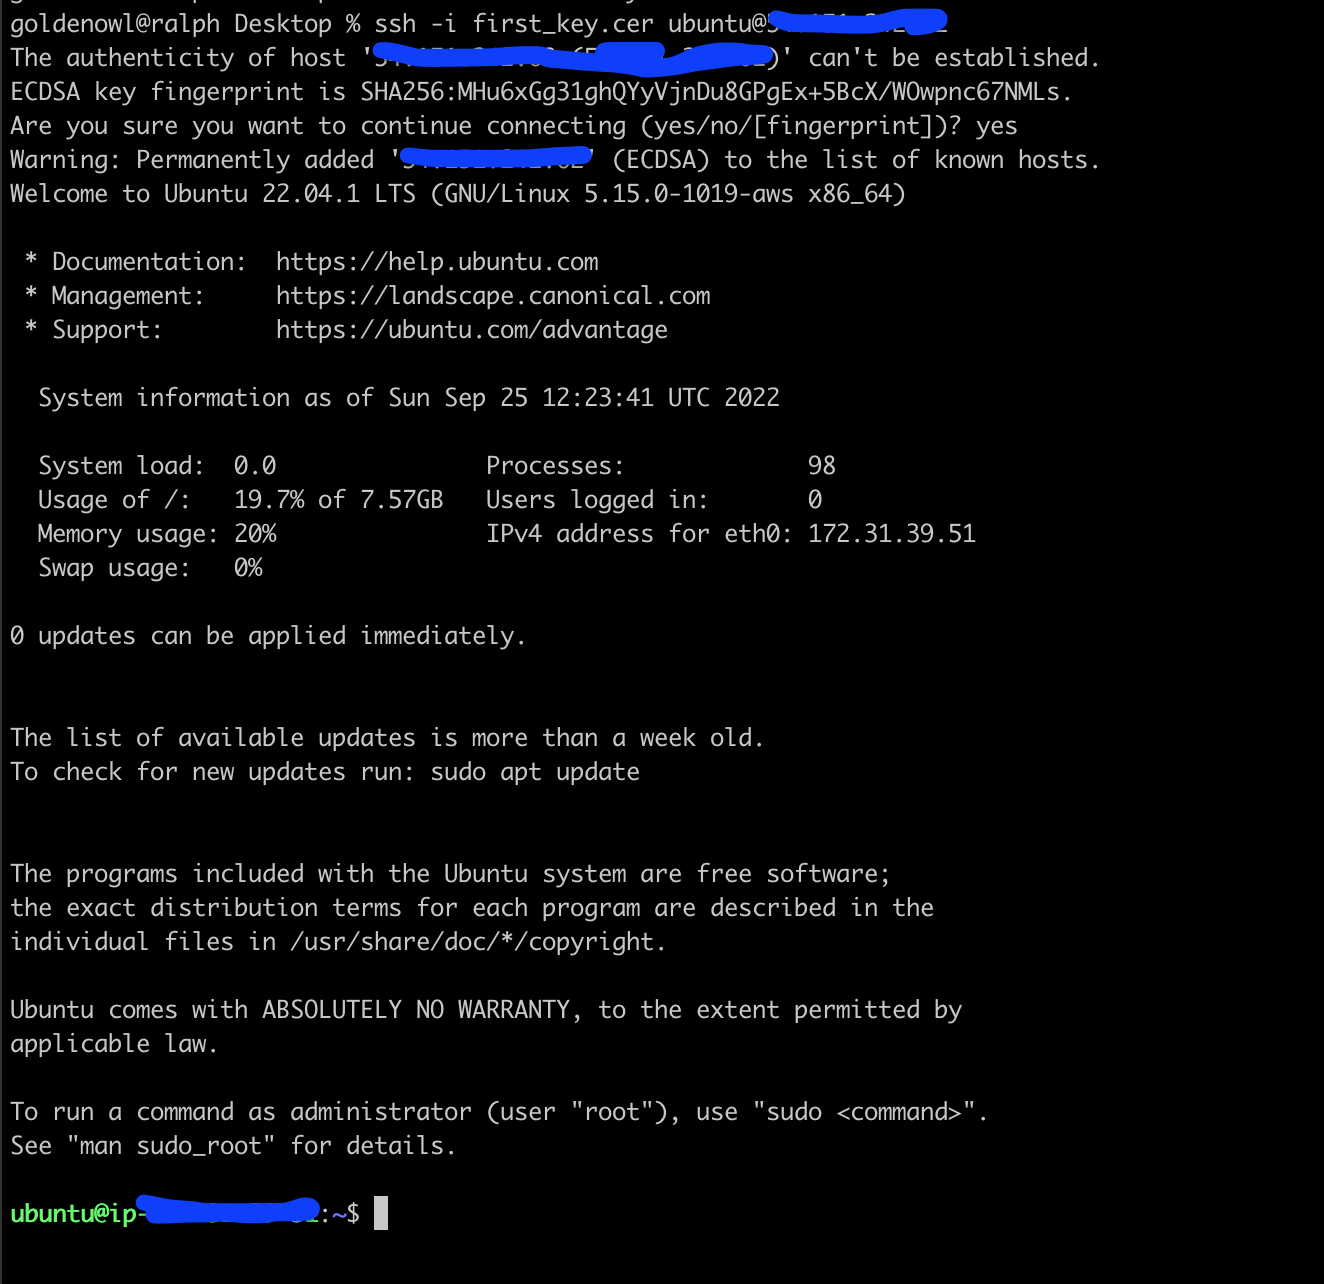 goldenowl@ralph Desktop % ssh -i first_key.cer ubuntu@
The authenticity of host ' )' can't be established.
ECDSA key fingerprint is SHA256:MHu6xGg31ghQYyVjnDu8GPgEx+5BcX/WOwpnc67NMLs.
Are you sure you want to continue connecting (yes/no/[fingerprint])? yes
Warning: Permanently added ' ' (ECDSA) to the list of known hosts.
Welcome to Ubuntu 22.04.1 LTS (GNU/Linux 5.15.0-1019-aws x86_64)
* Documentation: https://help.ubuntu.com
* Management: https://landscape.canonical.com
* Support: https://ubuntu.com/advantage
System information as of Sun Sep 25 12:23:41 UTC 2022
System load: 0.0 Processes: 98
Usage of /: 19.7% of 7.57GB Users logged in: 0
Memory usage: 20% IPv4 address for eth0: 172.31.39.51
Swap usage: 0%
0 updates can be applied immediately.
The list of available updates is more than a week old.
To check for new updates run: sudo apt update
The programs included with the Ubuntu system are free software;
the exact distribution terms for each program are described in the
individual files in /usr/share/doc/*/copyright.
Ubuntu comes with ABSOLUTELY NO WARRANTY, to the extent permitted by
applicable law.
To run a command as administrator (user "root"), use "sudo <command>".
See "man sudo_root" for details.
ubuntu@ip- :~$